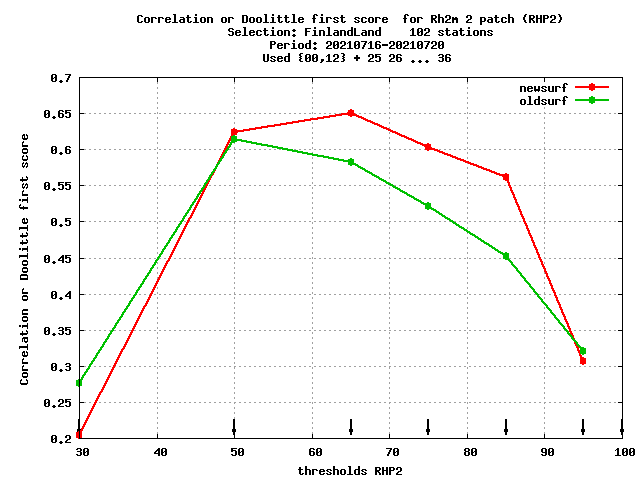 Correlation or Doolittle first score  for Rh2m 2 patch (RHP2)
Selection: FinlandLand    102 stations
Period: 20210716-20210720
Used {00,12} + 25 26 ... 36
newsurf
oldsurf
Correlation or Doolittle first score
0.7
0.65
0.6
0.55
0.5
0.45
0.4
0.35
0.3
0.25
0.2
30 40 50 60 70 80 90 100
thresholds RHP2